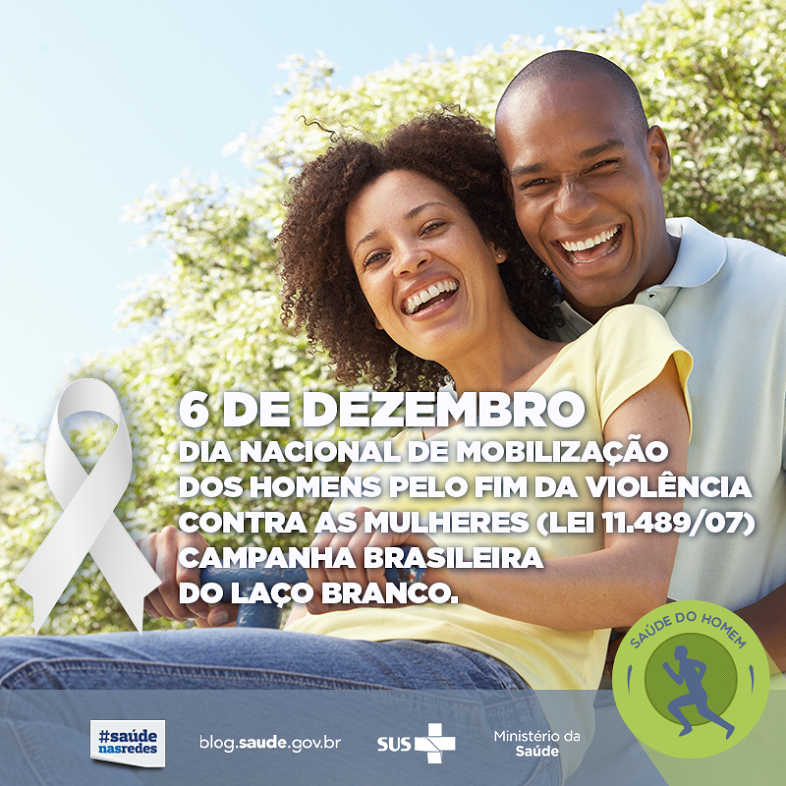 6 DE DEZEMBRO
DIA NACIONAL DE MOBILIZAÇÃO
DOS HOMENS PELO FIM DA VIOLÊNCIA
CONTRA AS MULHERES (LEI 11.489/07)
CAMPANHA BRASILEIRA
DO LAÇO BRANCO.
SAÚDE DO HOMEM
#saúde
nasredes
blog.saude.gov.br
SUS
Ministério da
Saúde